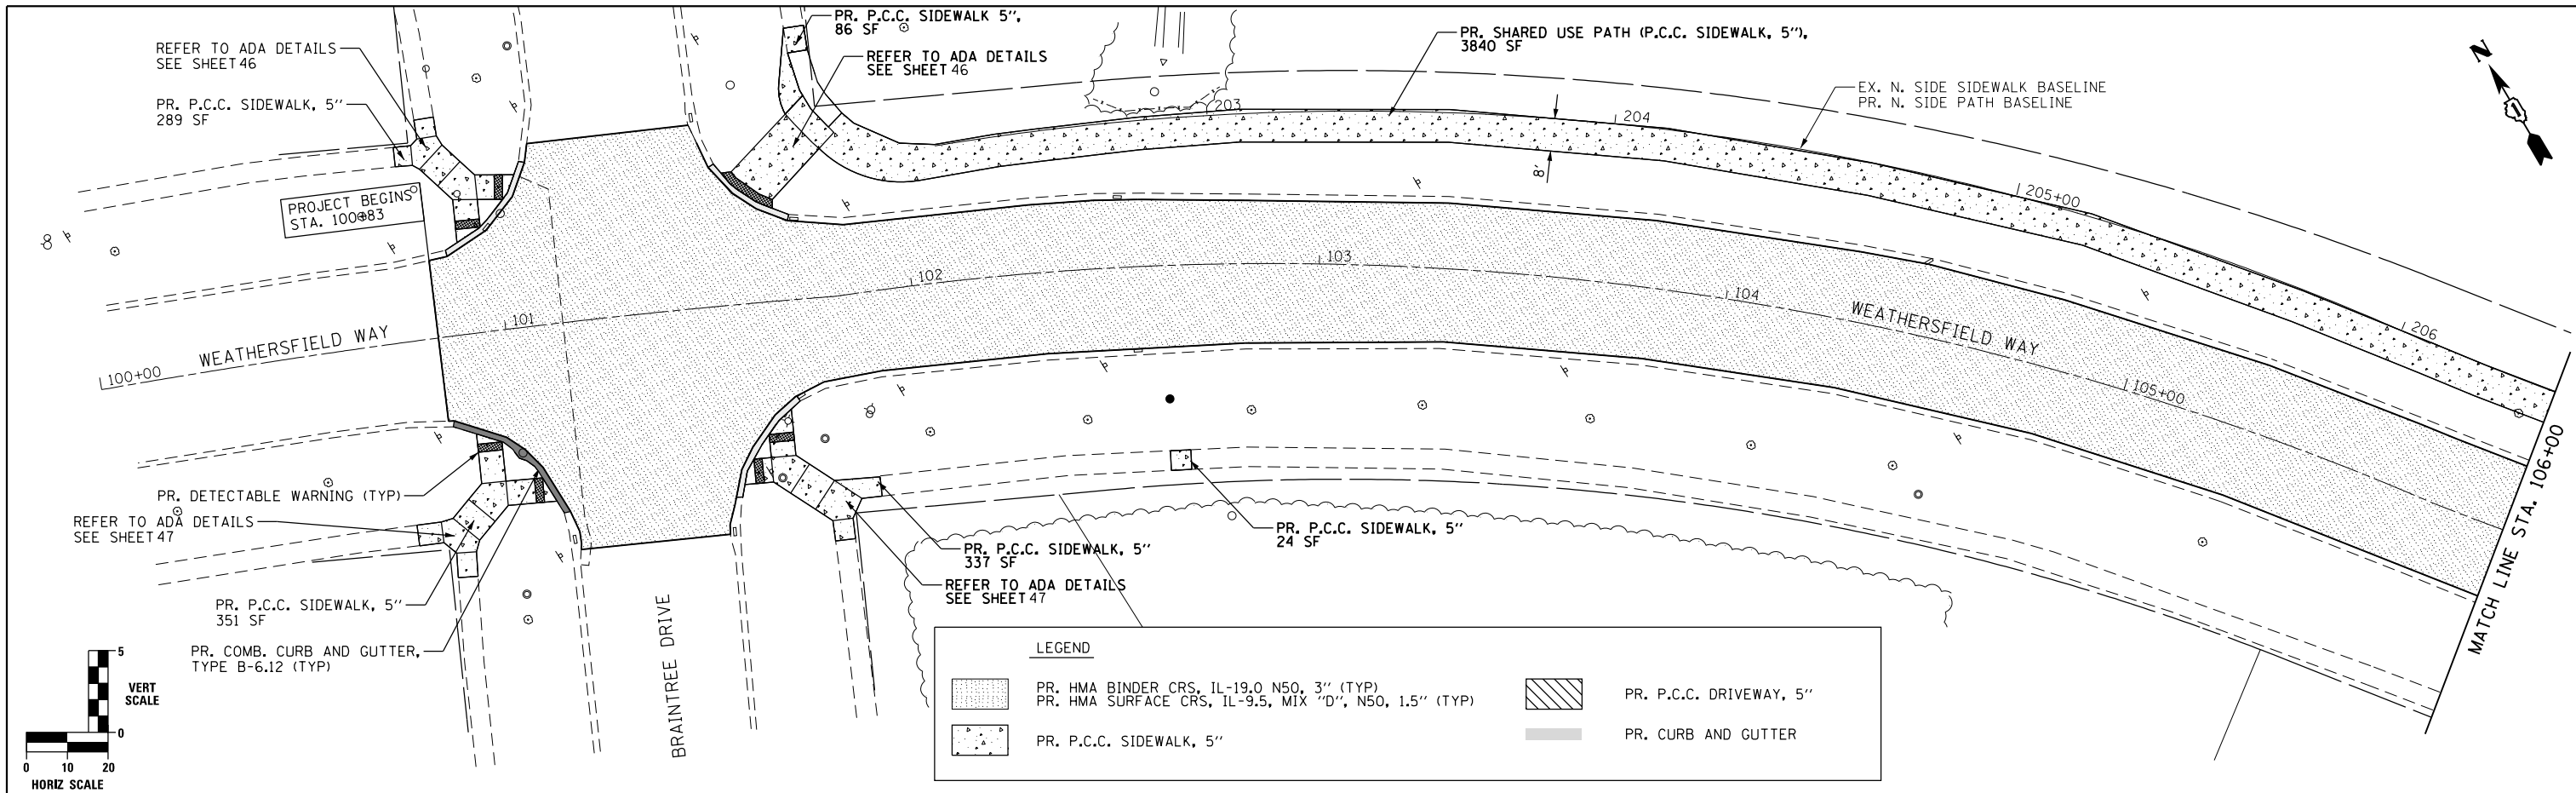 PR. P.C.C. SIDEWALK 5",
86 SF
REFER TO ADA DETAILS
SEE SHEET 46
PR. SHARED USE PATH (P.C.C. SIDEWALK, 5"),
3840 SF
REFER TO ADA DETAILS
SEE SHEET 46
N
EX. N. SIDE SIDEWALK BASELINE
PR. N. SIDE PATH BASELINE
PR. P.C.C. SIDEWALK, 5"
289 SF
203
204
8'
205+00
206
PROJECT BEGINS
STA. 100+83
102
103
104
101
WEATHERSFIELD WAY
WEATHERSFIELD WAY
100+00
105+00
MATCH LINE STA. 106+00
PR. DETECTABLE WARNING (TYP)
REFER TO ADA DETAILS
SEE SHEET 47
PR. P.C.C. SIDEWALK, 5"
24 SF
PR. P.C.C. SIDEWALK, 5"
337 SF
REFER TO ADA DETAILS
SEE SHEET 47
PR. P.C.C. SIDEWALK, 5"
351 SF
PR. COMB. CURB AND GUTTER,
TYPE B-6.12 (TYP)
BRAINTREE DRIVE
5
VERT
SCALE
0
0 10 20
HORIZ SCALE
LEGEND
PR. HMA BINDER CRS, IL-19.0 N50, 3" (TYP)
PR. HMA SURFACE CRS, IL-9.5, MIX "D", N50, 1.5" (TYP)
PR. P.C.C. SIDEWALK, 5"
PR. P.C.C. DRIVEWAY, 5"
PR. CURB AND GUTTER